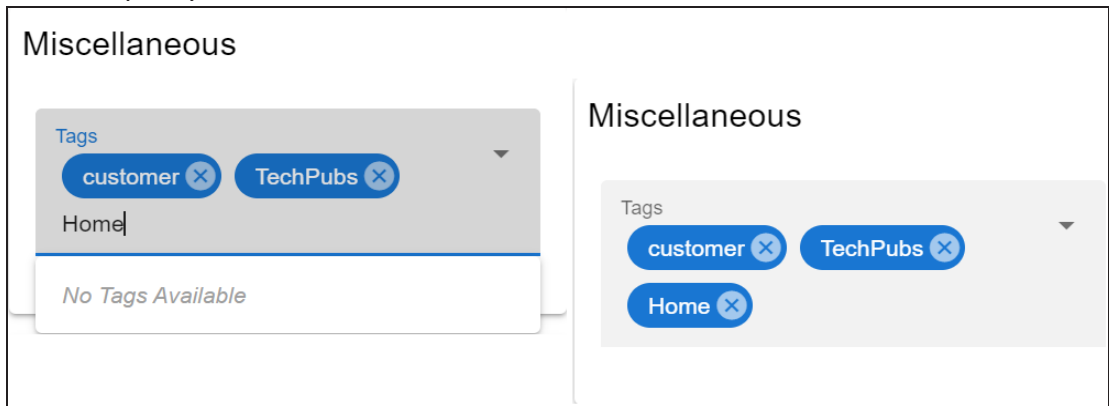 Miscellaneous
Tags
customer TechPubs
Home
No Tags Available
Miscellaneous
Tags
customer TechPubs
Home